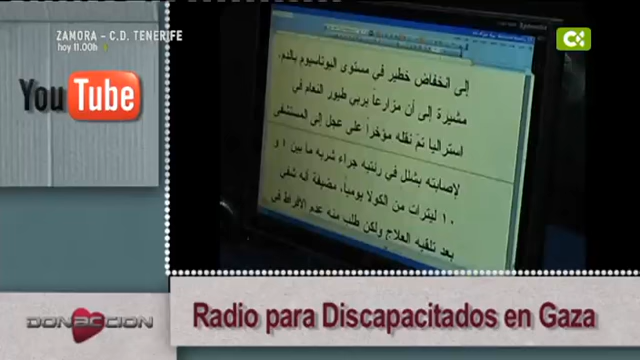 ZAMORA - C.D. TENERIFE
hoy 11.00h
YouTube
إلى انخفاض خطير في مستوى البوتاسيوم بالدم،
مشيرة إلى أن مزارعاً يربي طيور النعام في
استراليا تمّ نقله مؤخراً على عجل إلى المستشفى
لإصابته بشلل في رئتيه جراء شربه ما بين ١ و
١٠ ليترات من الكولا يومياً، مضيفة أنه شفي
بعد تلقيه العلاج ولكن طلب منه عدم الافراط في
DONACCION
Radio para Discapacitados en Gaza